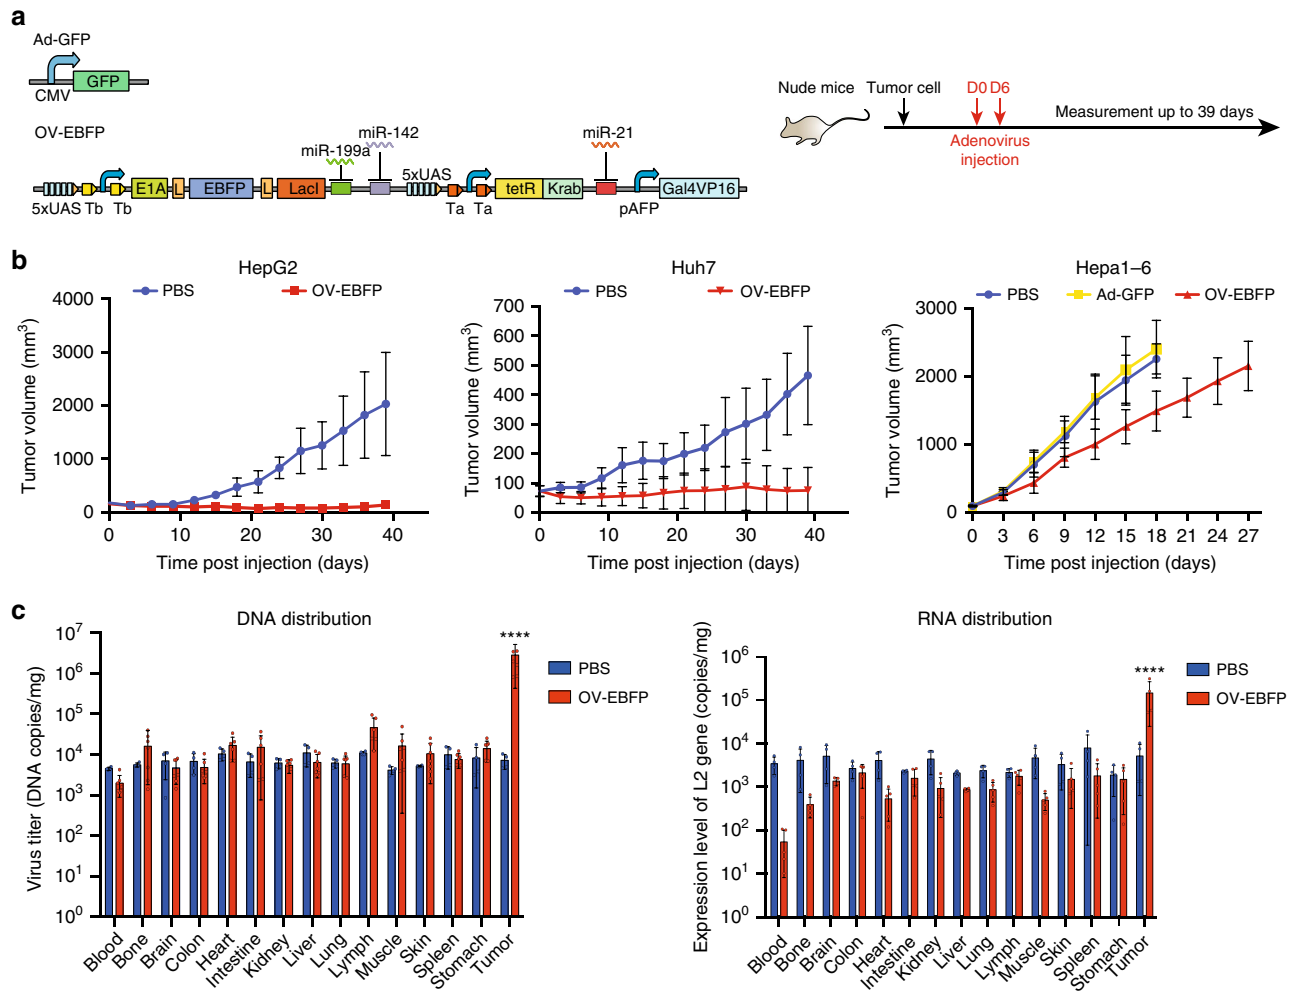 a
Ad-GFP
GFP
CMV
OV-EBFP
miR-199a
miR-142
miR-21
5xUAS
E1A
L
EBFP
L
LacI
tetR
Krab
Gal4VP16
5xUAS Tb Tb
Ta Ta
pAFP
Nude mice
Tumor cell
D0 D6
Measurement up to 39 days
Adenovirus
injection
b
HepG2
PBS
OV-EBFP
Tumor volume (mm³)
4000
3000
2000
1000
0
0 10 20 30 40
Time post injection (days)
Huh7
PBS
OV-EBFP
Tumor volume (mm³)
700
600
500
400
300
200
100
0
0 10 20 30 40
Time post injection (days)
Hepa1–6
PBS
Ad-GFP
OV-EBFP
Tumor volume (mm³)
3000
2000
1000
0
0 3 6 9 12 15 18 21 24 27
Time post injection (days)
c
DNA distribution
Virus titer (DNA copies/mg)
10⁷
10⁶
10⁵
10⁴
10³
10²
10¹
10⁰
****
PBS
OV-EBFP
Blood
Bone
Brain
Colon
Heart
Intestine
Kidney
Liver
Lung
Lymph
Muscle
Skin
Spleen
Stomach
Tumor
RNA distribution
Expression level of L2 gene (copies/mg)
10⁶
10⁵
10⁴
10³
10²
10¹
10⁰
****
PBS
OV-EBFP
Blood
Bone
Brain
Colon
Heart
Intestine
Kidney
Liver
Lung
Lymph
Muscle
Skin
Spleen
Stomach
Tumor